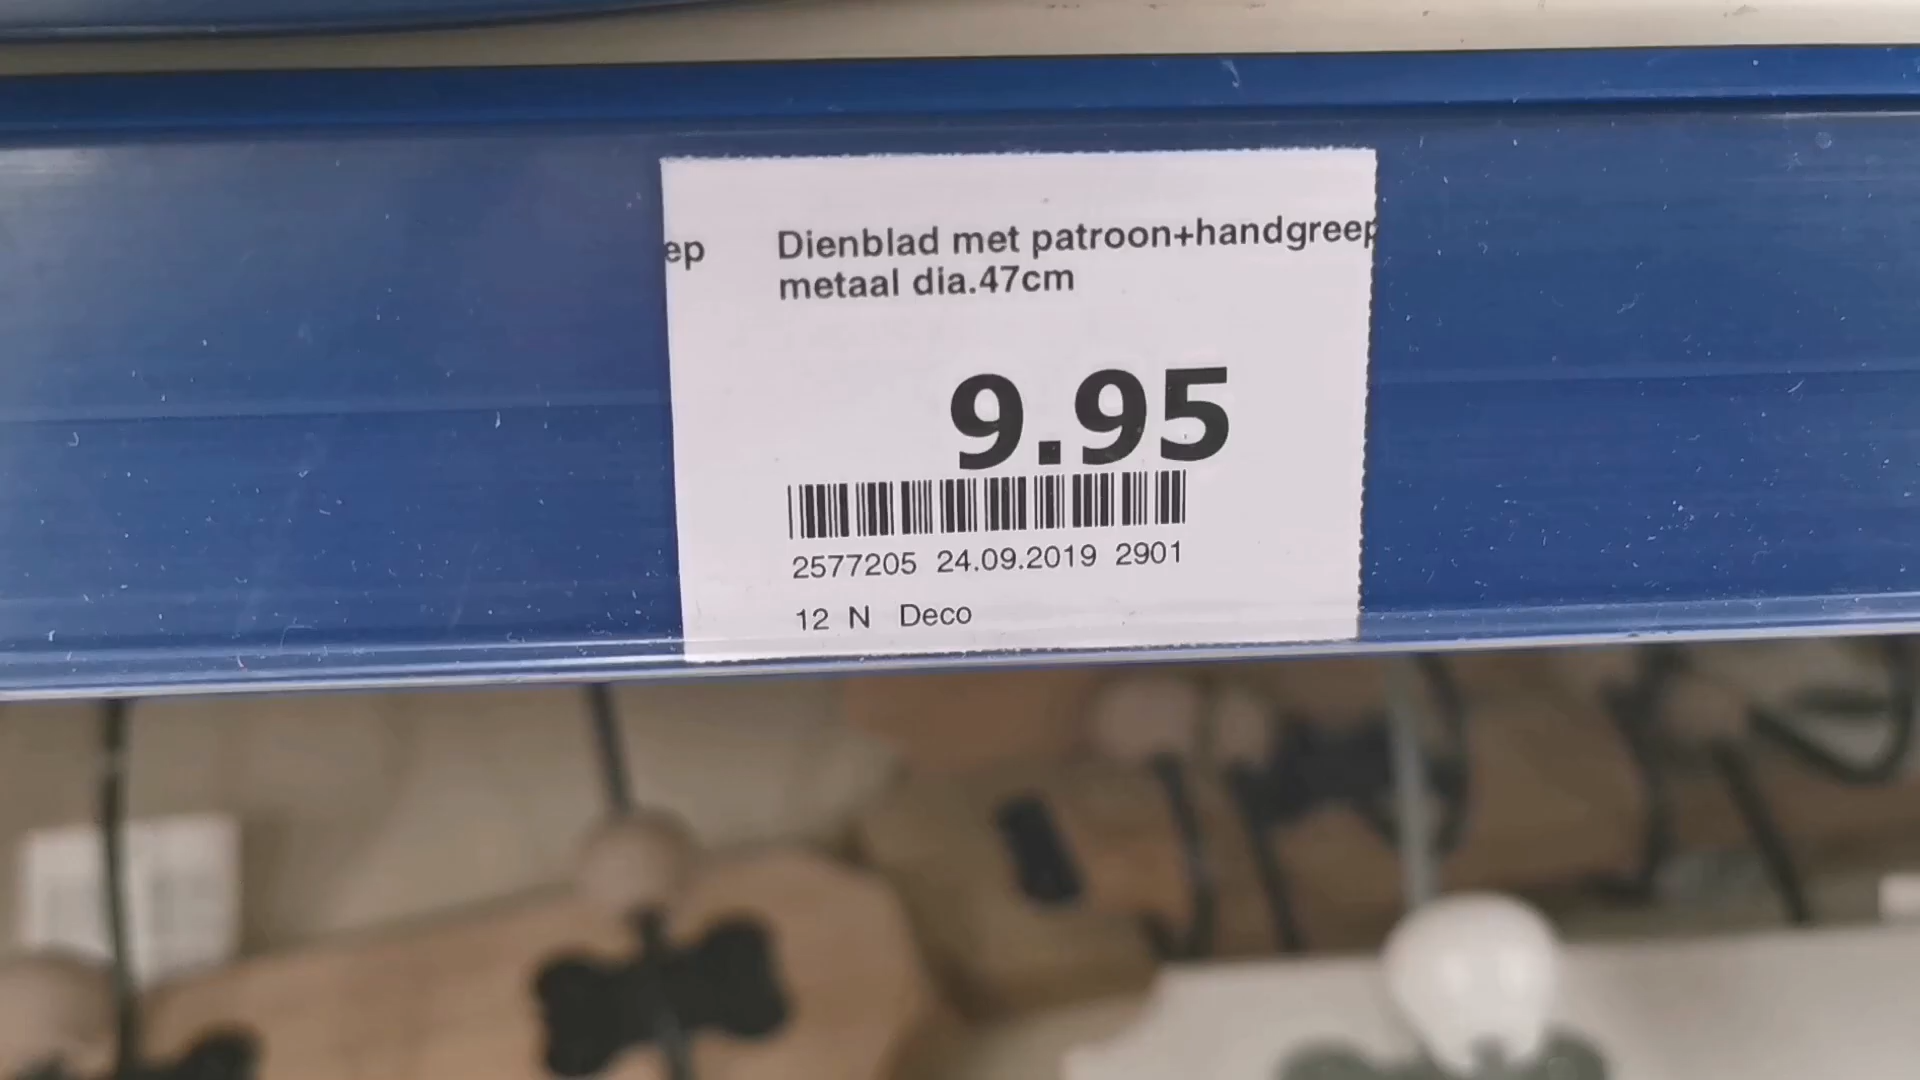 ep Dienblad met patroon+handgreep
metaal dia.47cm
9.95
2577205 24.09.2019 2901
12 N Deco